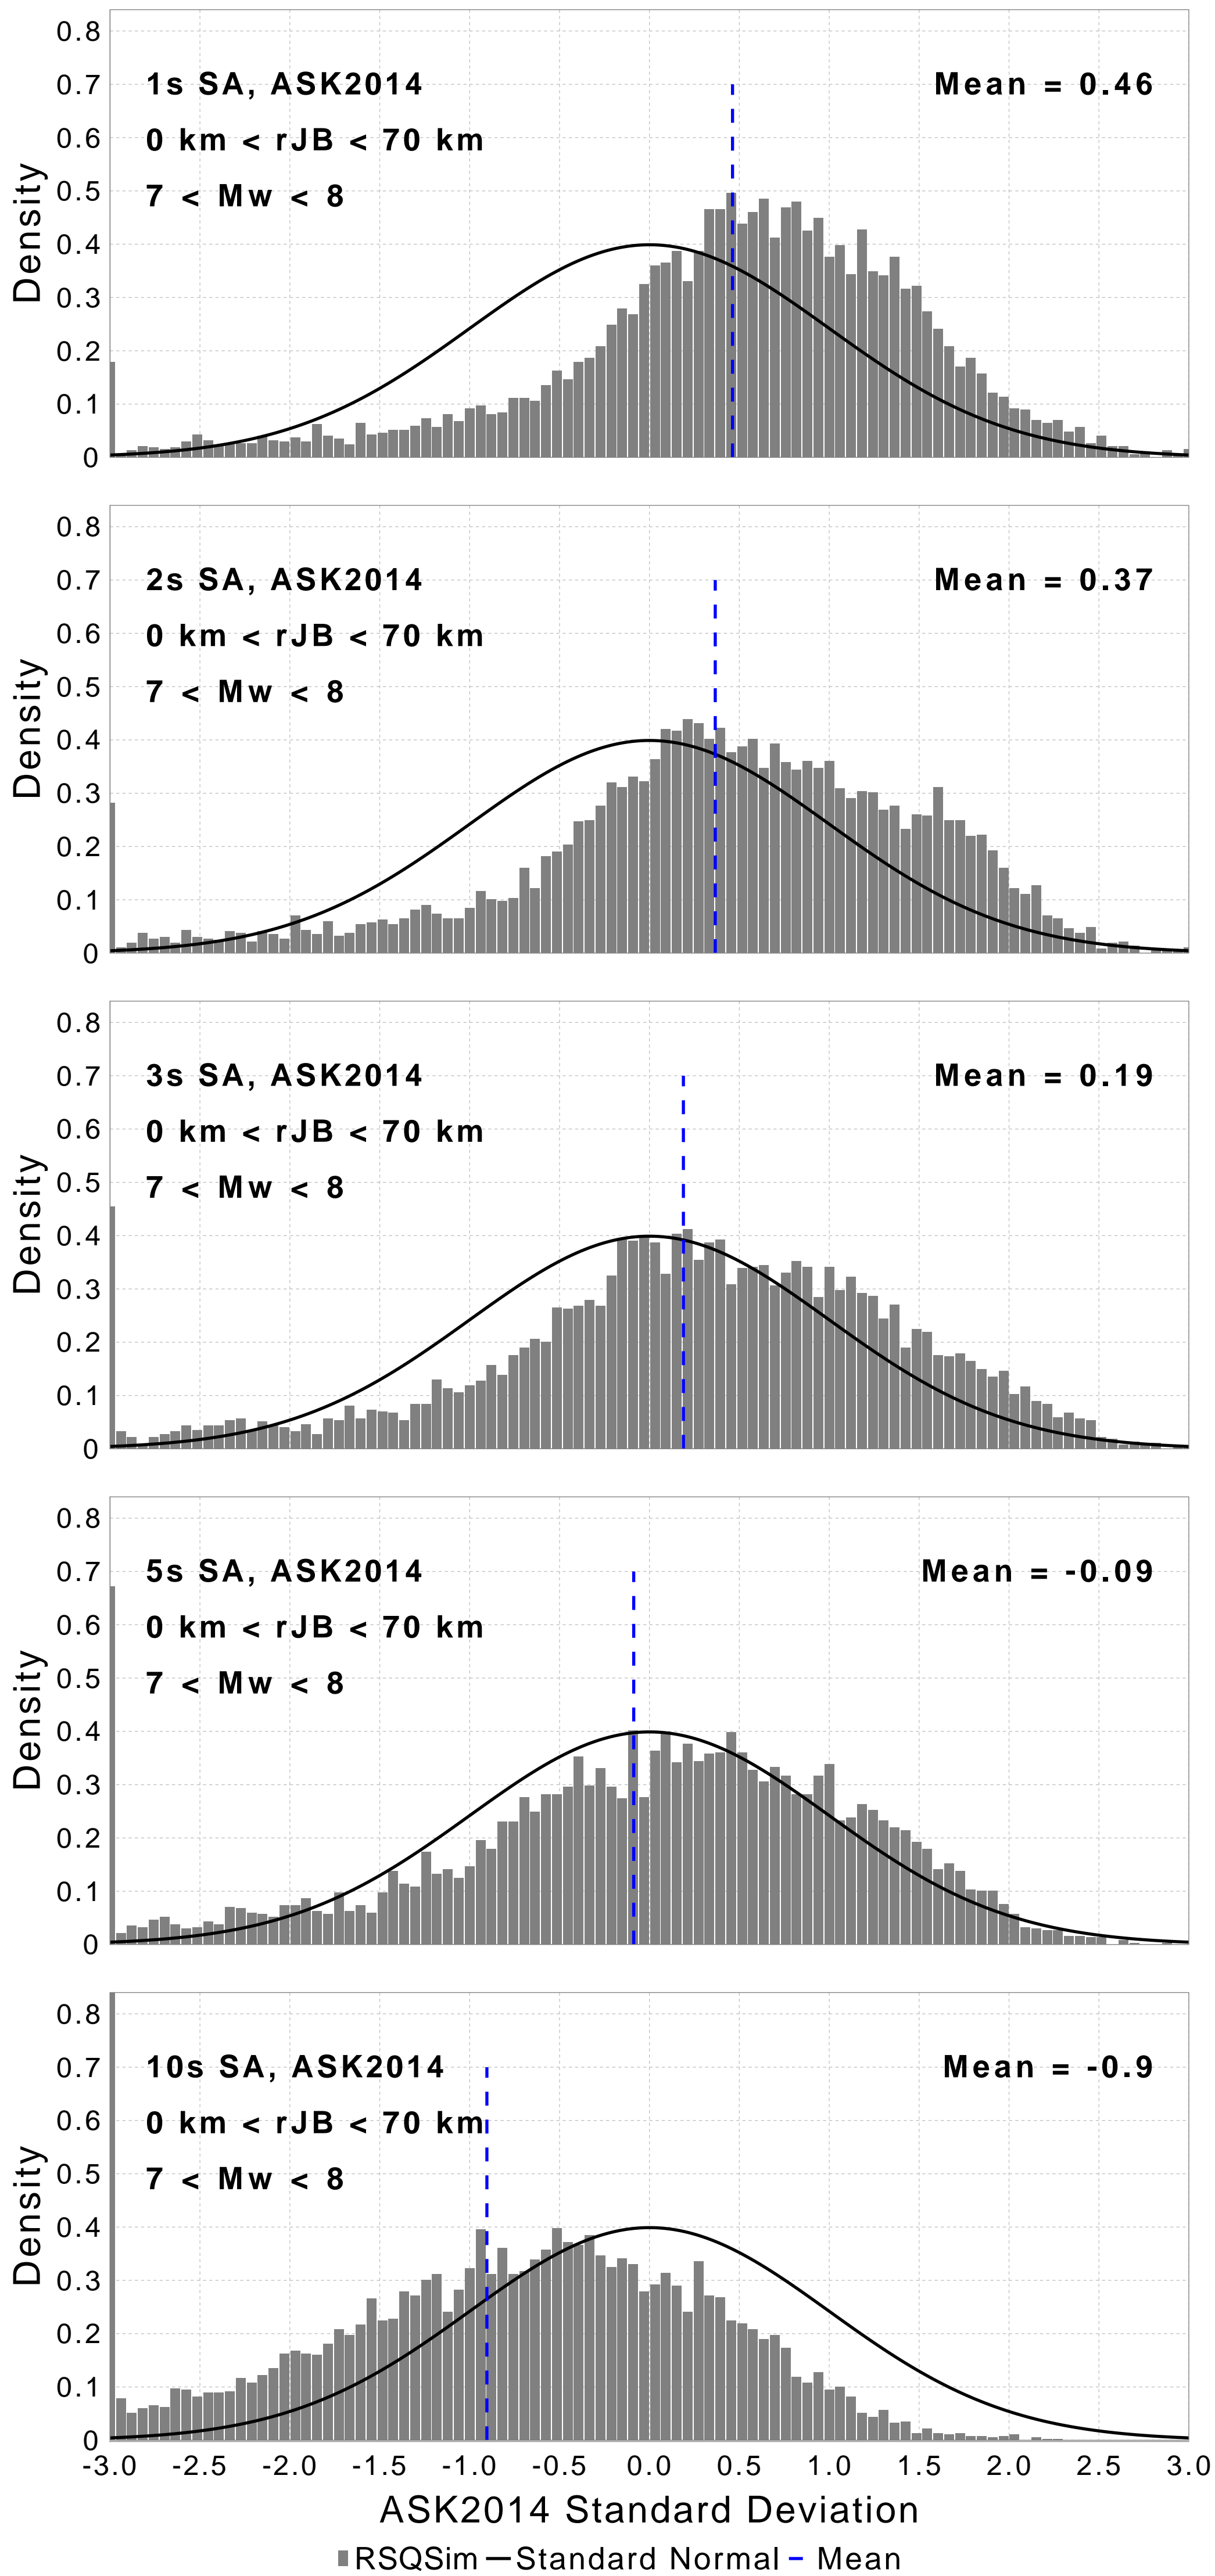 0.8
0.7
0.6
0.5
0.4
0.3
0.2
0.1
0
Density
1s SA, ASK2014
Mean = 0.46
0 km < rJB < 70 km
7 < Mw < 8
0.8
0.7
0.6
0.5
0.4
0.3
0.2
0.1
0
Density
2s SA, ASK2014
Mean = 0.37
0 km < rJB < 70 km
7 < Mw < 8
0.8
0.7
0.6
0.5
0.4
0.3
0.2
0.1
0
Density
3s SA, ASK2014
Mean = 0.19
0 km < rJB < 70 km
7 < Mw < 8
0.8
0.7
0.6
0.5
0.4
0.3
0.2
0.1
0
Density
5s SA, ASK2014
Mean = -0.09
0 km < rJB < 70 km
7 < Mw < 8
0.8
0.7
0.6
0.5
0.4
0.3
0.2
0.1
0
Density
10s SA, ASK2014
Mean = -0.9
0 km < rJB < 70 km
7 < Mw < 8
-3.0 -2.5 -2.0 -1.5 -1.0 -0.5 0.0 0.5 1.0 1.5 2.0 2.5 3.0
ASK2014 Standard Deviation
RSQSim Standard Normal Mean